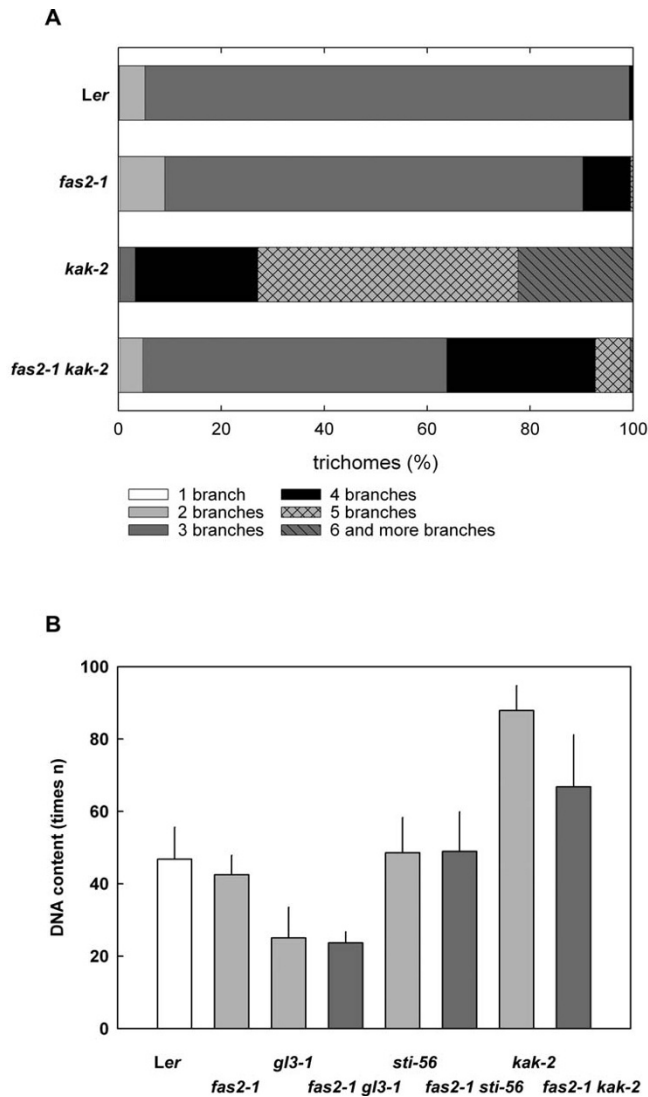 A
Ler
fas2-1
kak-2
fas2-1 kak-2
0 20 40 60 80 100
trichomes (%)
1 branch 4 branches
2 branches 5 branches
3 branches 6 and more branches
B
100
80
60
40
20
0
DNA content (times n)
Ler gl3-1 sti-56 kak-2
fas2-1 fas2-1 gl3-1 fas2-1 sti-56 fas2-1 kak-2